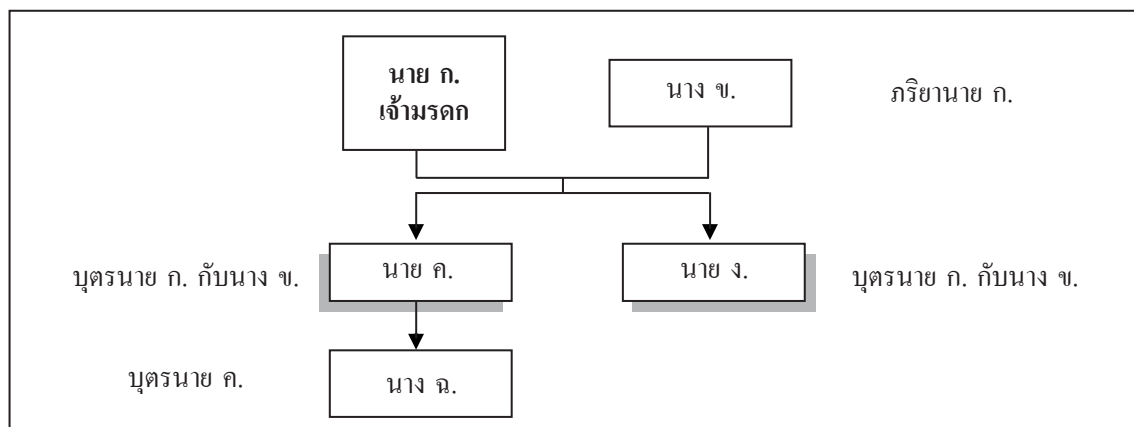 นาย ก.
เจ้ามรดก
นาง ข.
ภริยานาย ก.
บุตรนาย ก. กับนาง ข.
นาย ค.
นาย ง.
บุตรนาย ก. กับนาง ข.
บุตรนาย ค.
นาง ฉ.